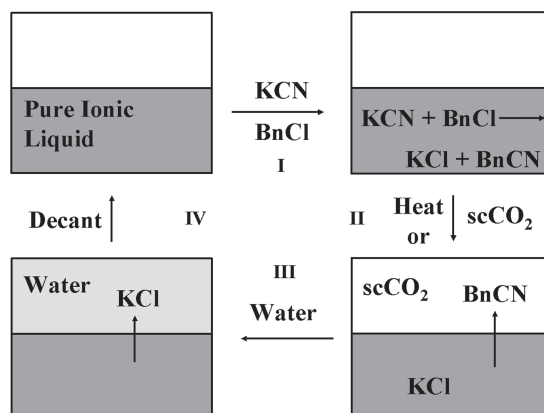 Pure Ionic
Liquid
KCN
BnCl
I
KCN + BnCl
KCl + BnCN
Decant
IV
II
Heat
or
scCO₂
Water
KCl
III
Water
scCO₂
BnCN
KCl